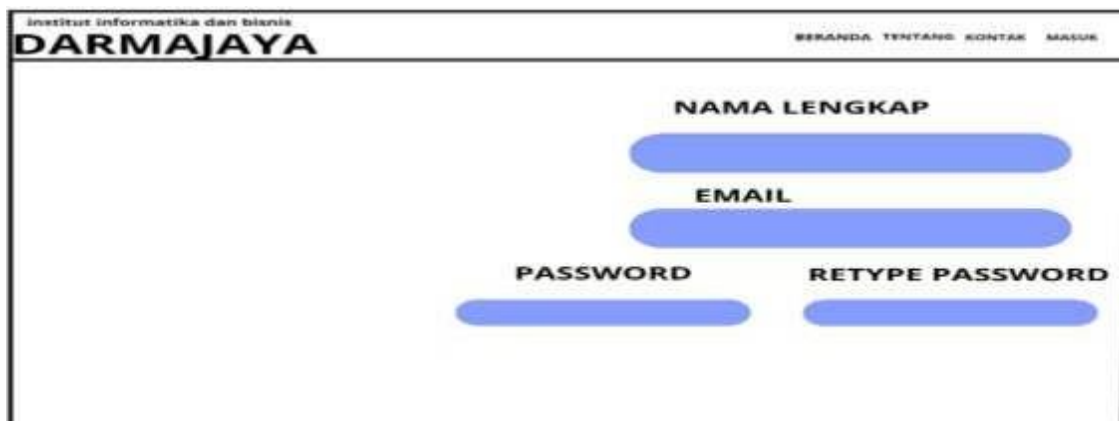 institut informatika dan bisnis
DARMAJAYA
BERANDA TENTANG KONTAK MASUK
NAMA LENGKAP
EMAIL
PASSWORD RETYPE PASSWORD